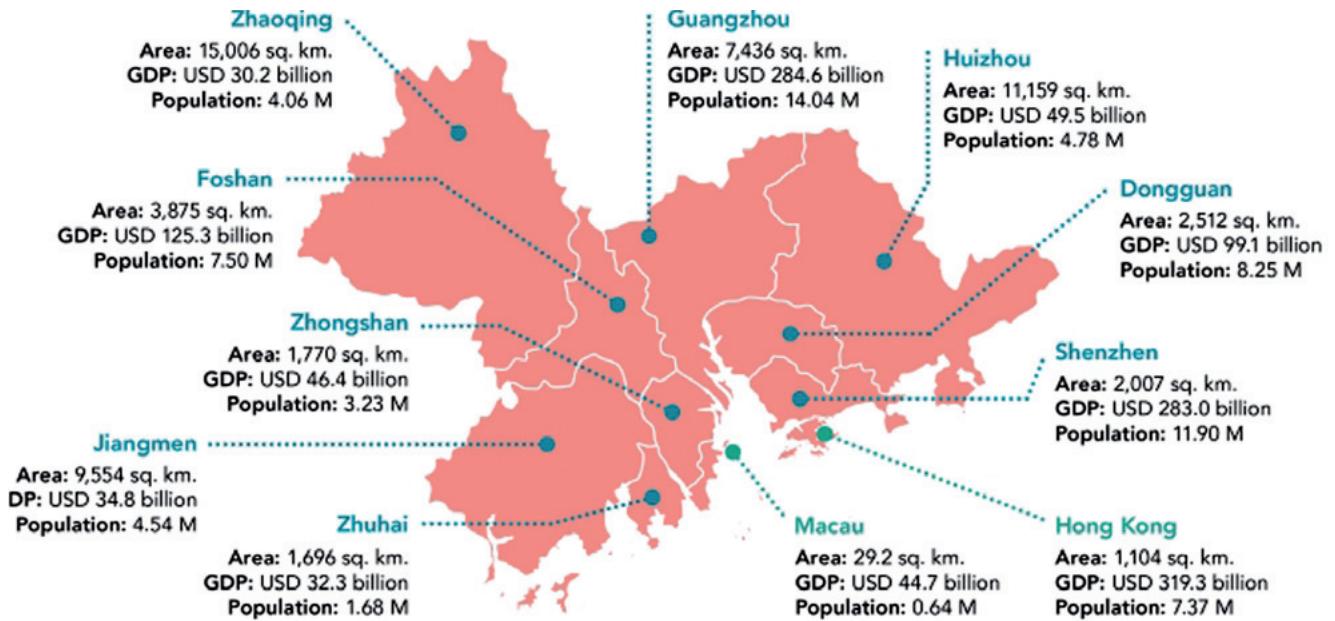 Zhaoqing
Area: 15,006 sq. km.
GDP: USD 30.2 billion
Population: 4.06 M
Guangzhou
Area: 7,436 sq. km.
GDP: USD 284.6 billion
Population: 14.04 M
Huizhou
Area: 11,159 sq. km.
GDP: USD 49.5 billion
Population: 4.78 M
Foshan
Area: 3,875 sq. km.
GDP: USD 125.3 billion
Population: 7.50 M
Dongguan
Area: 2,512 sq. km.
GDP: USD 99.1 billion
Population: 8.25 M
Zhongshan
Area: 1,770 sq. km.
GDP: USD 46.4 billion
Population: 3.23 M
Shenzhen
Area: 2,007 sq. km.
GDP: USD 283.0 billion
Population: 11.90 M
Jiangmen
Area: 9,554 sq. km.
DP: USD 34.8 billion
Population: 4.54 M
Zhuhai
Area: 1,696 sq. km.
GDP: USD 32.3 billion
Population: 1.68 M
Macau
Area: 29.2 sq. km.
GDP: USD 44.7 billion
Population: 0.64 M
Hong Kong
Area: 1,104 sq. km.
GDP: USD 319.3 billion
Population: 7.37 M